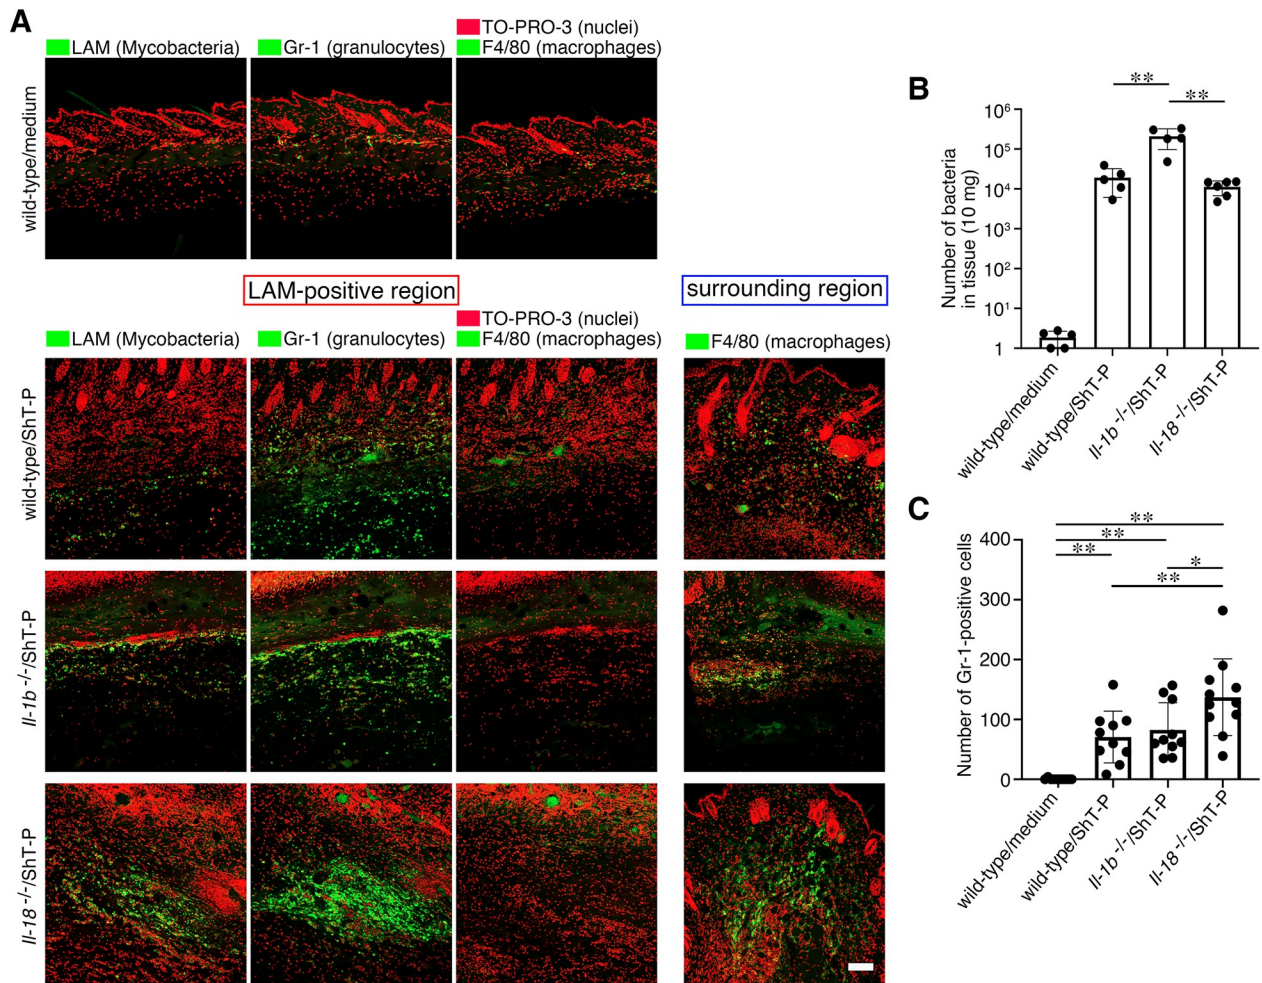 A
TO-PRO-3 (nuclei)
LAM (Mycobacteria) Gr-1 (granulocytes) F4/80 (macrophages)
wild-type/medium
LAM-positive region
surrounding region
TO-PRO-3 (nuclei)
LAM (Mycobacteria) Gr-1 (granulocytes) F4/80 (macrophages) F4/80 (macrophages)
wild-type/ShT-P
Il-1b -/-/ShT-P
Il-18 -/-/ShT-P
B
** **
Number of bacteria
in tissue (10 mg)
10⁶
10⁵
10⁴
10³
10²
10¹
1
wild-type/medium
wild-type/ShT-P
Il-1b -/-/ShT-P
Il-18 -/-/ShT-P
C
**
**
**
*
**
Number of Gr-1-positive cells
400
300
200
100
0
wild-type/medium
wild-type/ShT-P
Il-1b -/-/ShT-P
Il-18 -/-/ShT-P